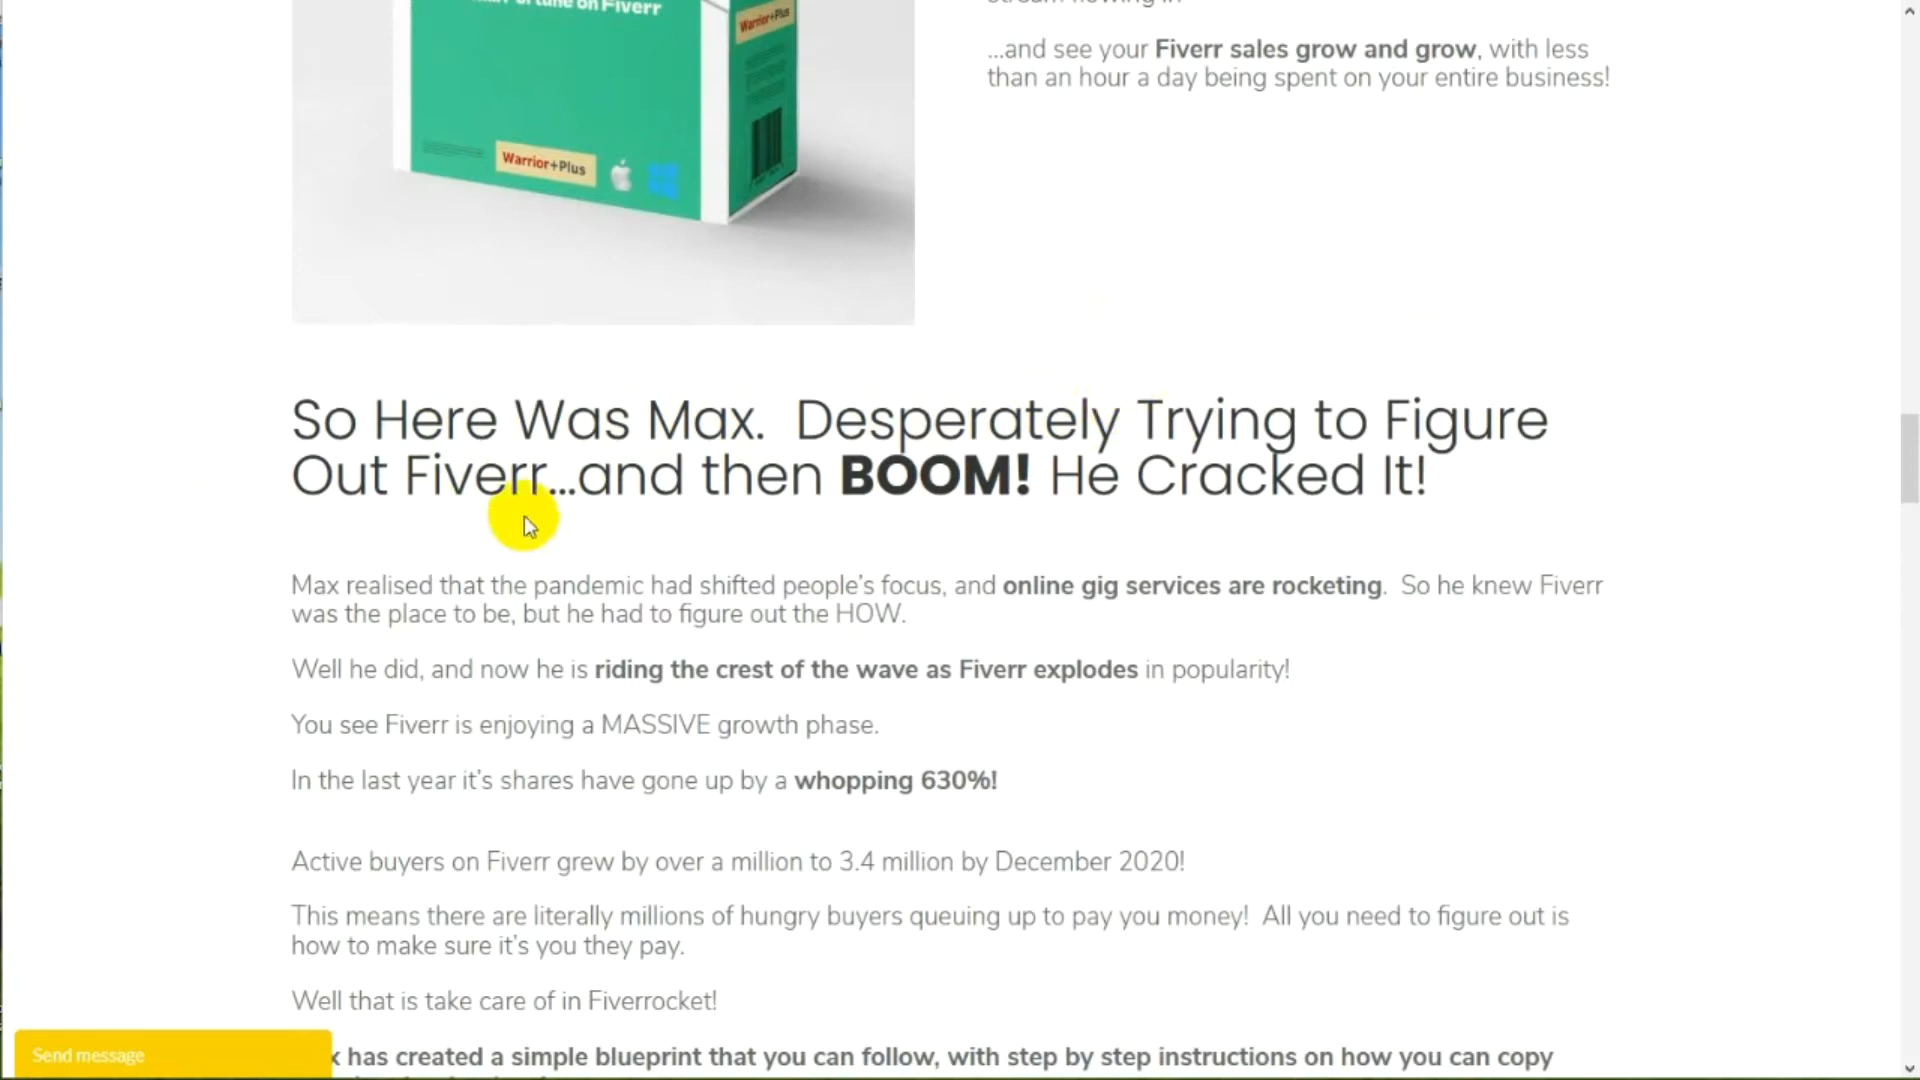 on Fiverr
Warrior+Plus
Warrior+Plus
...and see your Fiverr sales grow and grow, with less
than an hour a day being spent on your entire business!
So Here Was Max.  Desperately Trying to Figure
Out Fiverr...and then BOOM! He Cracked It!
Max realised that the pandemic had shifted people's focus, and online gig services are rocketing.  So he knew Fiverr
was the place to be, but he had to figure out the HOW.
Well he did, and now he is riding the crest of the wave as Fiverr explodes in popularity!
You see Fiverr is enjoying a MASSIVE growth phase.
In the last year it's shares have gone up by a whopping 630%!
Active buyers on Fiverr grew by over a million to 3.4 million by December 2020!
This means there are literally millions of hungry buyers queuing up to pay you money!  All you need to figure out is
how to make sure it's you they pay.
Well that is take care of in Fiverrocket!
has created a simple blueprint that you can follow, with step by step instructions on how you can copy
Send message